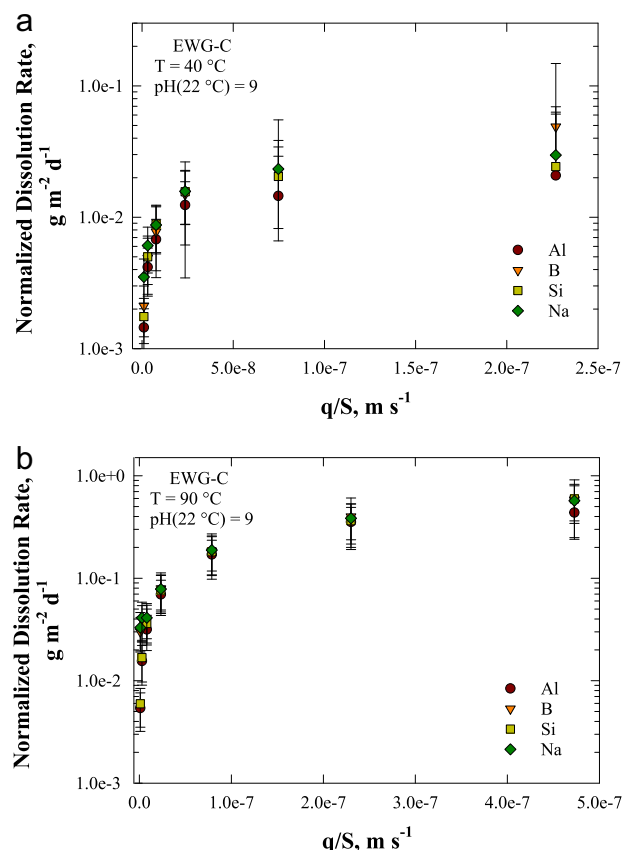 a
Normalized Dissolution Rate,
g m⁻² d⁻¹
EWG-C
T = 40 °C
pH(22 °C) = 9
1.0e-1
1.0e-2
1.0e-3
Al
B
Si
Na
0.0 5.0e-8 1.0e-7 1.5e-7 2.0e-7 2.5e-7
q/S, m s⁻¹
b
Normalized Dissolution Rate,
g m⁻² d⁻¹
EWG-C
T = 90 °C
pH(22 °C) = 9
1.0e+0
1.0e-1
1.0e-2
1.0e-3
Al
B
Si
Na
0.0 1.0e-7 2.0e-7 3.0e-7 4.0e-7 5.0e-7
q/S, m s⁻¹